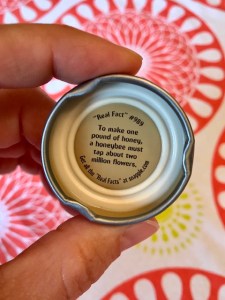 "Real Fact" #989
To make one
pound of honey,
a honeybee must
tap about two
million flowers.
Get all the "Real Facts" at snapple.com